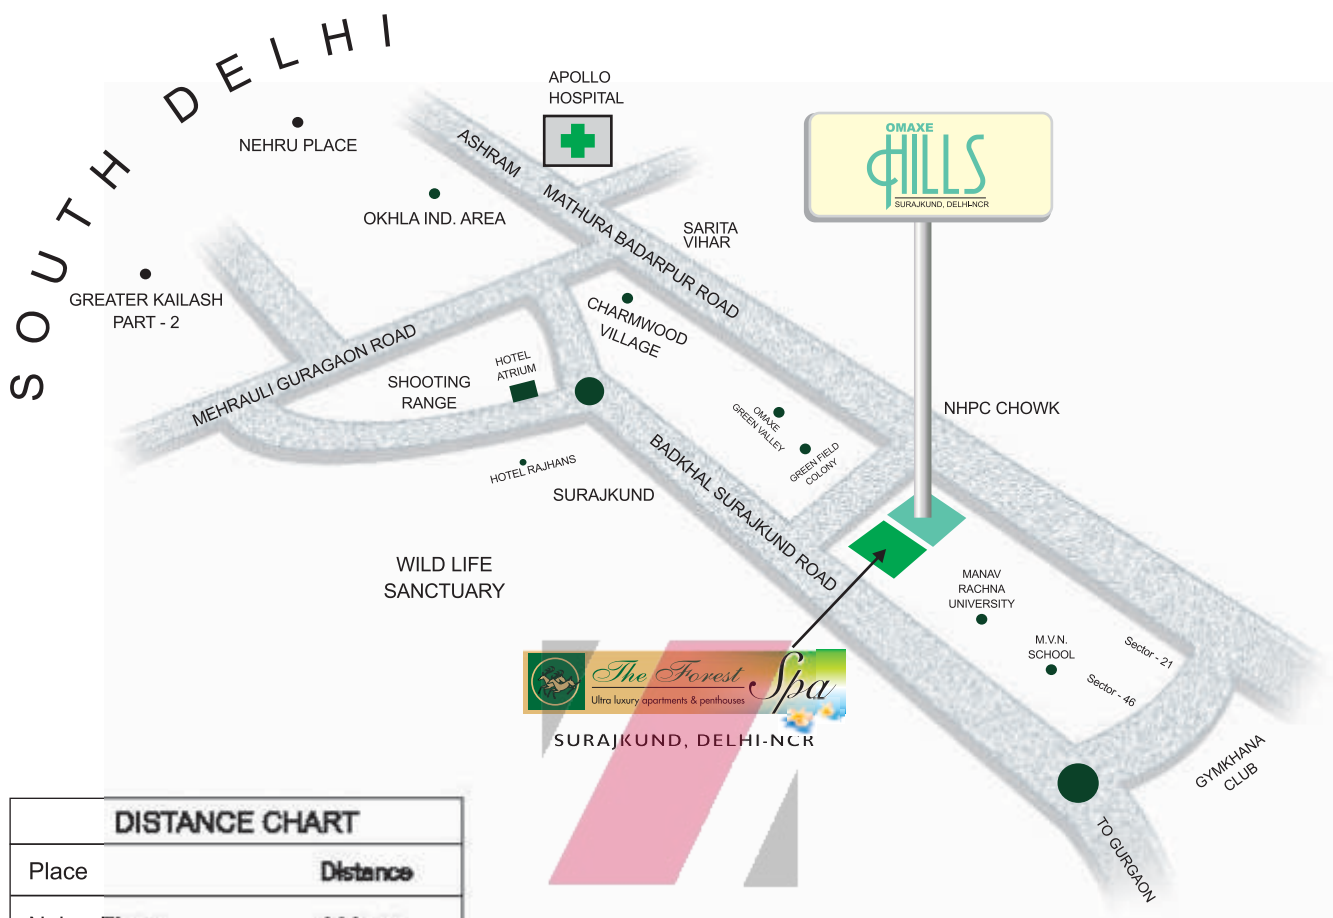 SOUTH DELHI
APOLLO
HOSPITAL
NEHRU PLACE
ASHRAM
OMAXE
HILLS
SURAJKUND, DELHI-NCR
OKHLA IND. AREA
MATHURA BADARPUR ROAD
SARITA
VIHAR
GREATER KAILASH
PART - 2
CHARMWOOD
VILLAGE
MEHRAULI GURAGAON ROAD
HOTEL
ATRIUM
SHOOTING
RANGE
NHPC CHOWK
OMAXE
GREEN VALLEY
GREEN FIELD
COLONY
HOTEL RAJHANS
SURAJKUND
BADKHAL SURAJKUND ROAD
WILD LIFE
SANCTUARY
MANAV
RACHNA
UNIVERSITY
M.V.N.
SCHOOL
Sector - 21
Sector - 46
The Forest Spa
Ultra luxury apartments & penthouses
SURAJKUND, DELHI-NCR
GYMKHANA
CLUB
TO GURGAON
DISTANCE CHART
Place Distance